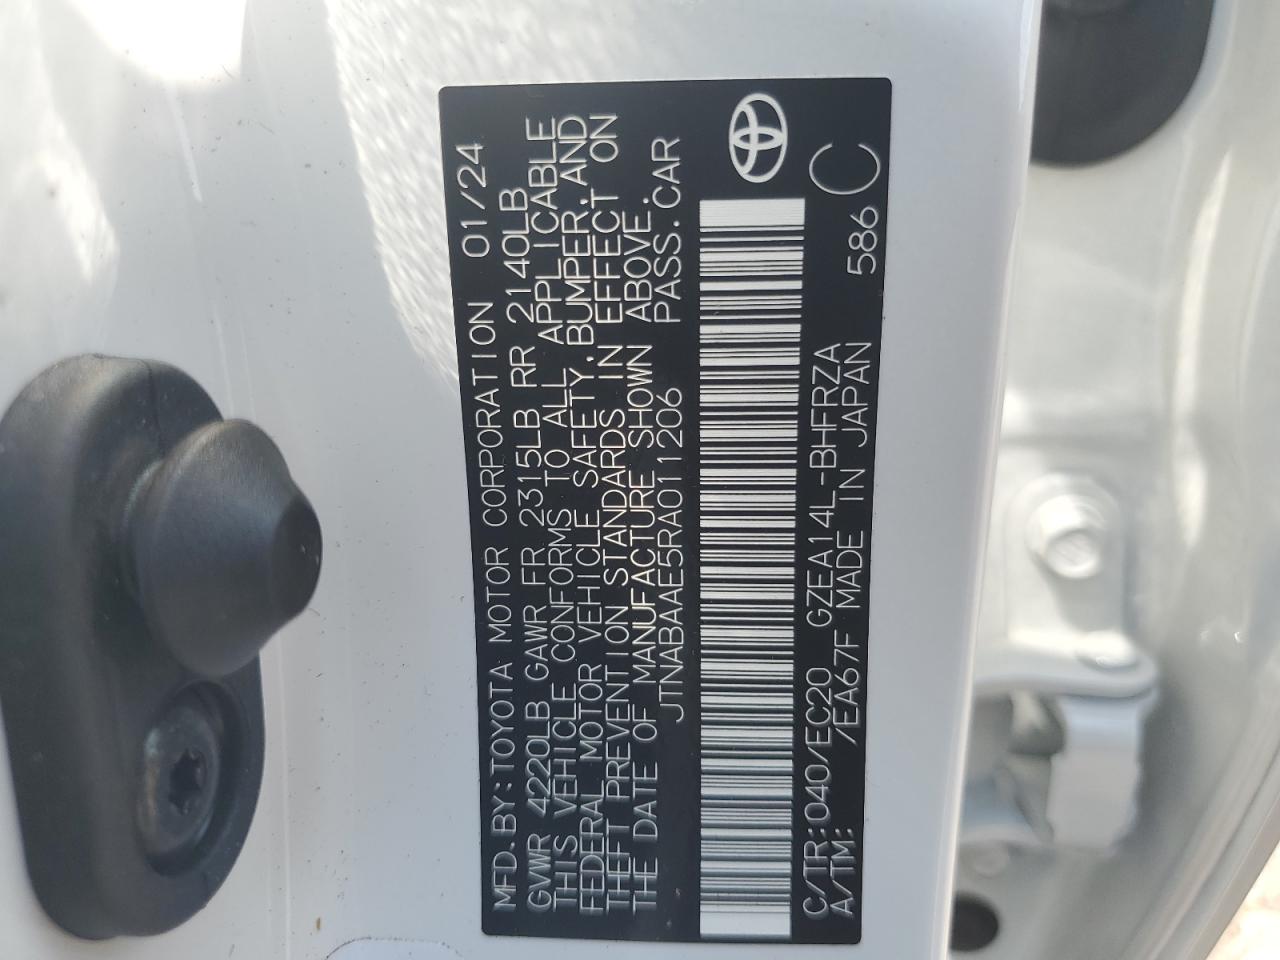 MFD.BY:TOYOTA MOTOR CORPORATION 01/24
GVWR 4220LB GAWR FR 2315LB RR 2140LB
THIS VEHICLE CONFORMS TO ALL APPLICABLE
FEDERAL MOTOR VEHICLE SAFETY,BUMPER,AND
THEFT PREVENTION STANDARDS IN EFFECT ON
THE DATE OF MANUFACTURE SHOWN ABOVE.
JTNABAAE5RA011206 PASS.CAR
C/TR:040/EC20 GZEA14L-BHFRZA
A/TM: /EA67F MADE IN JAPAN 586 C